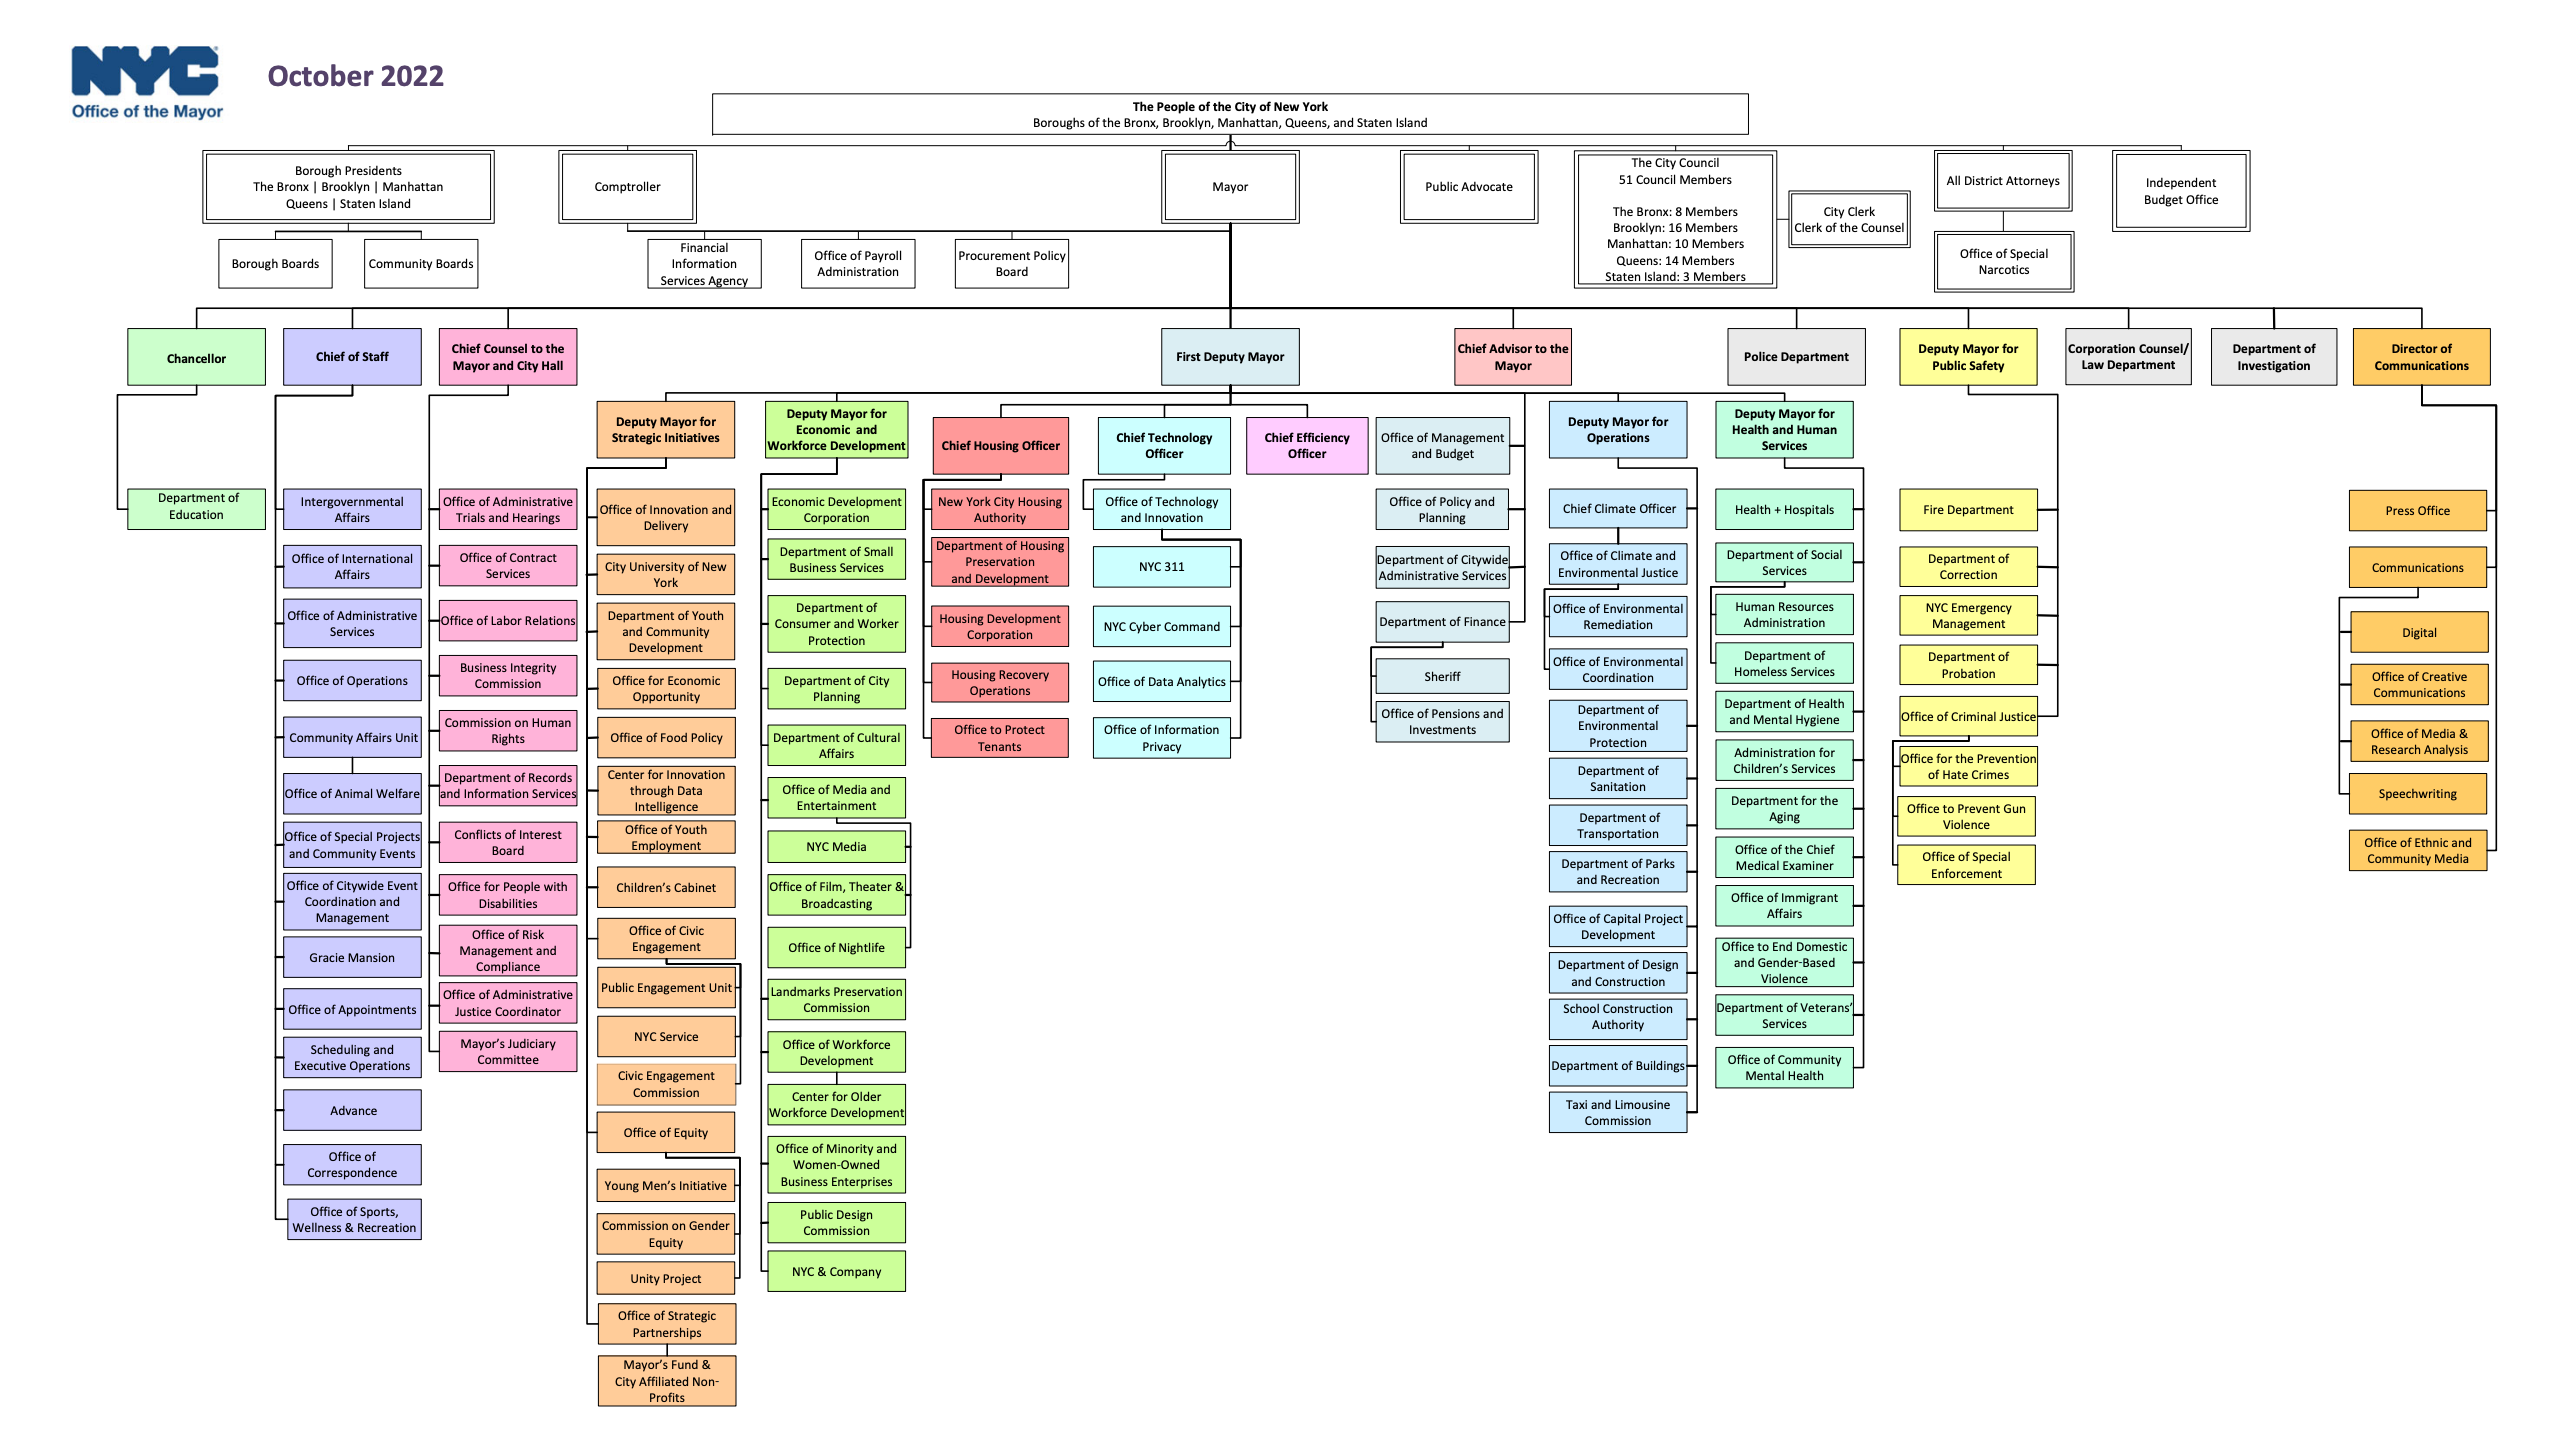 NYC
Office of the Mayor
October 2022
The People of the City of New York
Boroughs of the Bronx, Brooklyn, Manhattan, Queens, and Staten Island
Borough Presidents
The Bronx | Brooklyn | Manhattan
Queens | Staten Island
Comptroller
Mayor
Public Advocate
The City Council
51 Council Members
The Bronx: 8 Members
Brooklyn: 16 Members
Manhattan: 10 Members
Queens: 14 Members
Staten Island: 3 Members
City Clerk
Clerk of the Counsel
All District Attorneys
Independent
Budget Office
Borough Boards
Community Boards
Financial
Information
Services Agency
Office of Payroll
Administration
Procurement Policy
Board
Office of Special
Narcotics
Chancellor
Chief of Staff
Chief Counsel to the
Mayor and City Hall
First Deputy Mayor
Chief Advisor to the
Mayor
Police Department
Deputy Mayor for
Public Safety
Corporation Counsel/
Law Department
Department of
Investigation
Director of
Communications
Deputy Mayor for
Strategic Initiatives
Deputy Mayor for
Economic and
Workforce Development
Chief Housing Officer
Chief Technology
Officer
Chief Efficiency
Officer
Office of Management
and Budget
Deputy Mayor for
Operations
Deputy Mayor for
Health and Human
Services
Department of
Education
Intergovernmental
Affairs
Office of International
Affairs
Office of Administrative
Services
Office of Operations
Community Affairs Unit
Office of Animal Welfare
Office of Special Projects
and Community Events
Office of Citywide Event
Coordination and
Management
Gracie Mansion
Office of Appointments
Scheduling and
Executive Operations
Advance
Office of
Correspondence
Office of Sports,
Wellness & Recreation
Office of Administrative
Trials and Hearings
Office of Contract
Services
Office of Labor Relations
Business Integrity
Commission
Commission on Human
Rights
Department of Records
and Information Services
Conflicts of Interest
Board
Office for People with
Disabilities
Office of Risk
Management and
Compliance
Office of Administrative
Justice Coordinator
Mayor's Judiciary
Committee
Office of Innovation and
Delivery
City University of New
York
Department of Youth
and Community
Development
Office for Economic
Opportunity
Office of Food Policy
Center for Innovation
through Data
Intelligence
Office of Youth
Employment
Children's Cabinet
Office of Civic
Engagement
Public Engagement Unit
NYC Service
Civic Engagement
Commission
Office of Equity
Young Men's Initiative
Commission on Gender
Equity
Unity Project
Office of Strategic
Partnerships
Mayor's Fund &
City Affiliated Non-
Profits
Economic Development
Corporation
Department of Small
Business Services
Department of
Consumer and Worker
Protection
Department of City
Planning
Department of Cultural
Affairs
Office of Media and
Entertainment
NYC Media
Office of Film, Theater &
Broadcasting
Office of Nightlife
Landmarks Preservation
Commission
Office of Workforce
Development
Center for Older
Workforce Development
Office of Minority and
Women-Owned
Business Enterprises
Public Design
Commission
NYC & Company
New York City Housing
Authority
Department of Housing
Preservation
and Development
Housing Development
Corporation
Housing Recovery
Operations
Office to Protect
Tenants
Office of Technology
and Innovation
NYC 311
NYC Cyber Command
Office of Data Analytics
Office of Information
Privacy
Office of Policy and
Planning
Department of Citywide
Administrative Services
Department of Finance
Sheriff
Office of Pensions and
Investments
Chief Climate Officer
Office of Climate and
Environmental Justice
Office of Environmental
Remediation
Office of Environmental
Coordination
Department of
Environmental
Protection
Department of
Sanitation
Department of
Transportation
Department of Parks
and Recreation
Office of Capital Project
Development
Department of Design
and Construction
School Construction
Authority
Department of Buildings
Taxi and Limousine
Commission
Health + Hospitals
Department of Social
Services
Human Resources
Administration
Department of
Homeless Services
Department of Health
and Mental Hygiene
Administration for
Children's Services
Department for the
Aging
Office of the Chief
Medical Examiner
Office of Immigrant
Affairs
Office to End Domestic
and Gender-Based
Violence
Department of Veterans'
Services
Office of Community
Mental Health
Fire Department
Department of
Correction
NYC Emergency
Management
Department of
Probation
Office of Criminal Justice
Office for the Prevention
of Hate Crimes
Office to Prevent Gun
Violence
Office of Special
Enforcement
Press Office
Communications
Digital
Office of Creative
Communications
Office of Media &
Research Analysis
Speechwriting
Office of Ethnic and
Community Media